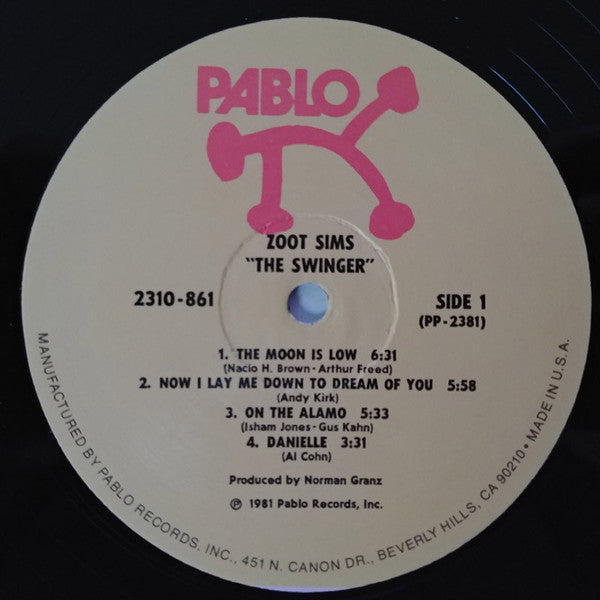 PABLO
ZOOT SIMS
"THE SWINGER"
2310-861
SIDE 1
(PP-2381)
1. THE MOON IS LOW 6:31
(Nacio H. Brown-Arthur Freed)
2. NOW I LAY ME DOWN TO DREAM OF YOU 5:58
(Andy Kirk)
3. ON THE ALAMO 5:33
(Isham Jones-Gus Kahn)
4. DANIELLE 3:31
(Al Cohn)
Produced by Norman Granz
℗ 1981 Pablo Records, Inc.
MANUFACTURED BY PABLO RECORDS, INC., 451 N. CANON DR., BEVERLY HILLS, CA 90210 • MADE IN U.S.A.